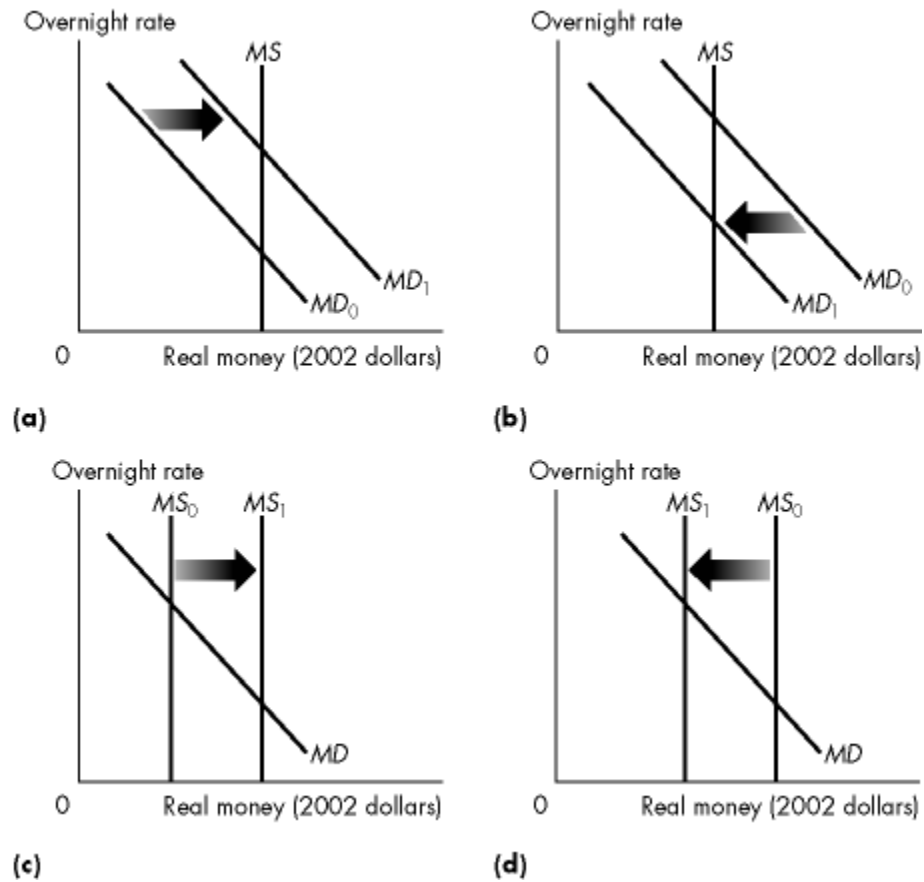 Overnight rate
MS
MD₁
MD₀
0 Real money (2002 dollars)
(a)
Overnight rate
MS
MD₀
MD₁
0 Real money (2002 dollars)
(b)
Overnight rate
MS₀ MS₁
MD
0 Real money (2002 dollars)
(c)
Overnight rate
MS₁ MS₀
MD
0 Real money (2002 dollars)
(d)